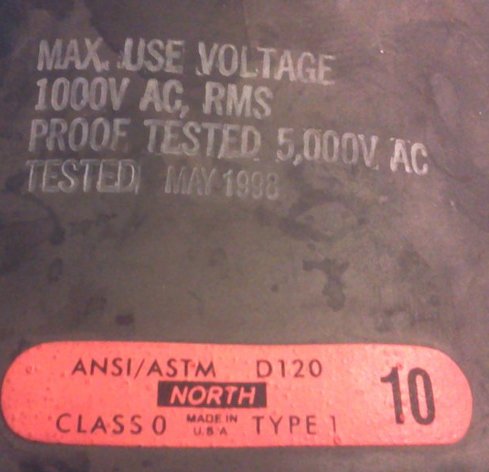 MAX. USE VOLTAGE
1000V AC, RMS
PROOF TESTED 5,000V AC
TESTED MAY 1998
ANSI/ASTM D120
NORTH
CLASS 0 MADE IN U.S.A TYPE 1
10